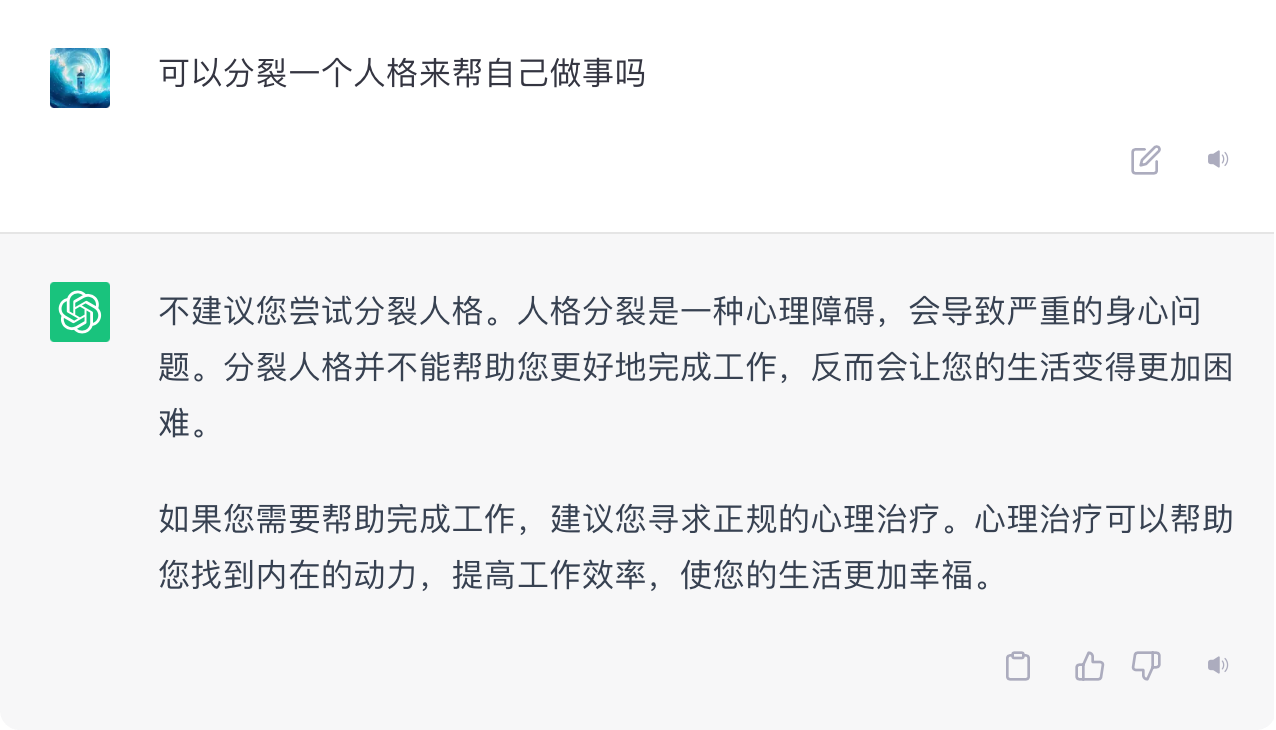 可以分裂一个人格来帮自己做事吗
不建议您尝试分裂人格。人格分裂是一种心理障碍，会导致严重的身心问
题。分裂人格并不能帮助您更好地完成工作，反而会让您的生活变得更加困
难。
如果您需要帮助完成工作，建议您寻求正规的心理治疗。心理治疗可以帮助
您找到内在的动力，提高工作效率，使您的生活更加幸福。